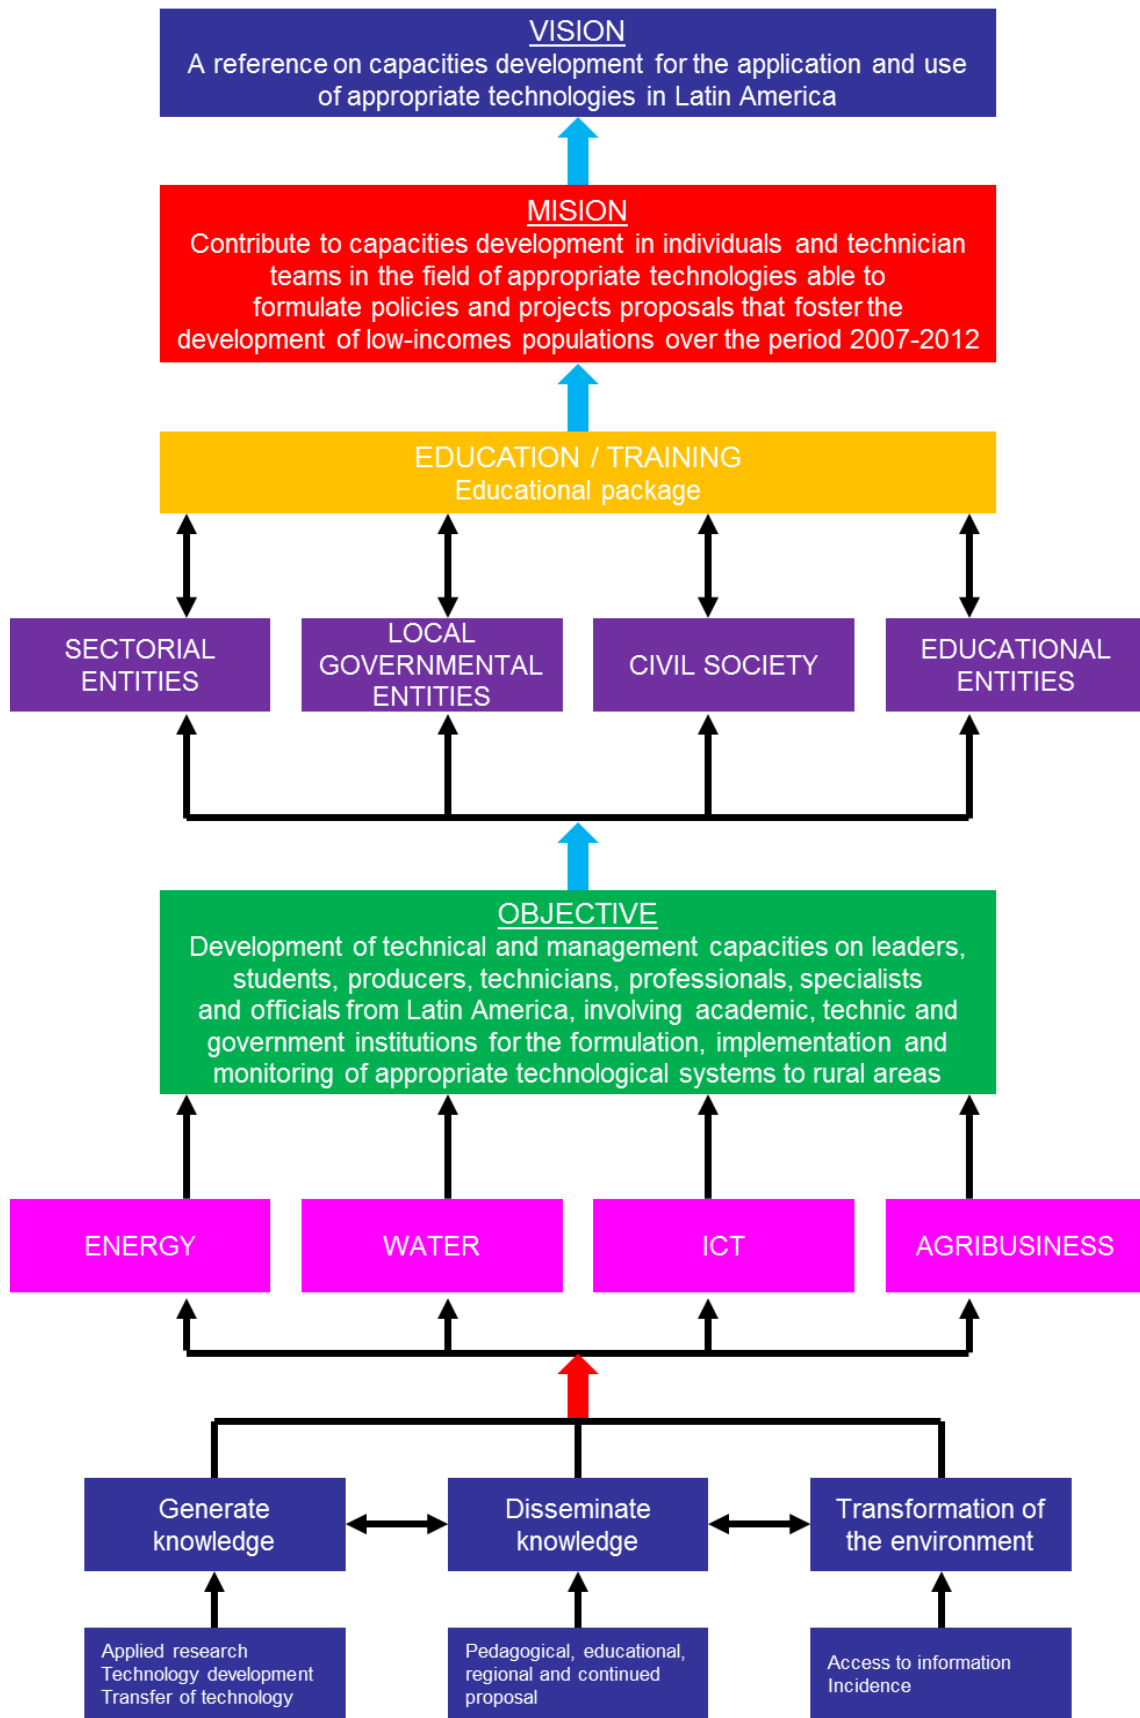 VISION
A reference on capacities development for the application and use
of appropriate technologies in Latin America
MISION
Contribute to capacities development in individuals and technician
teams in the field of appropriate technologies able to
formulate policies and projects proposals that foster the
development of low-incomes populations over the period 2007-2012
EDUCATION / TRAINING
Educational package
SECTORIAL
ENTITIES
LOCAL
GOVERNMENTAL
ENTITIES
CIVIL SOCIETY
EDUCATIONAL
ENTITIES
OBJECTIVE
Development of technical and management capacities on leaders,
students, producers, technicians, professionals, specialists
and officials from Latin America, involving academic, technic and
government institutions for the formulation, implementation and
monitoring of appropriate technological systems to rural areas
ENERGY
WATER
ICT
AGRIBUSINESS
Generate
knowledge
Disseminate
knowledge
Transformation of
the environment
Applied research
Technology development
Transfer of technology
Pedagogical, educational,
regional and continued
proposal
Access to information
Incidence